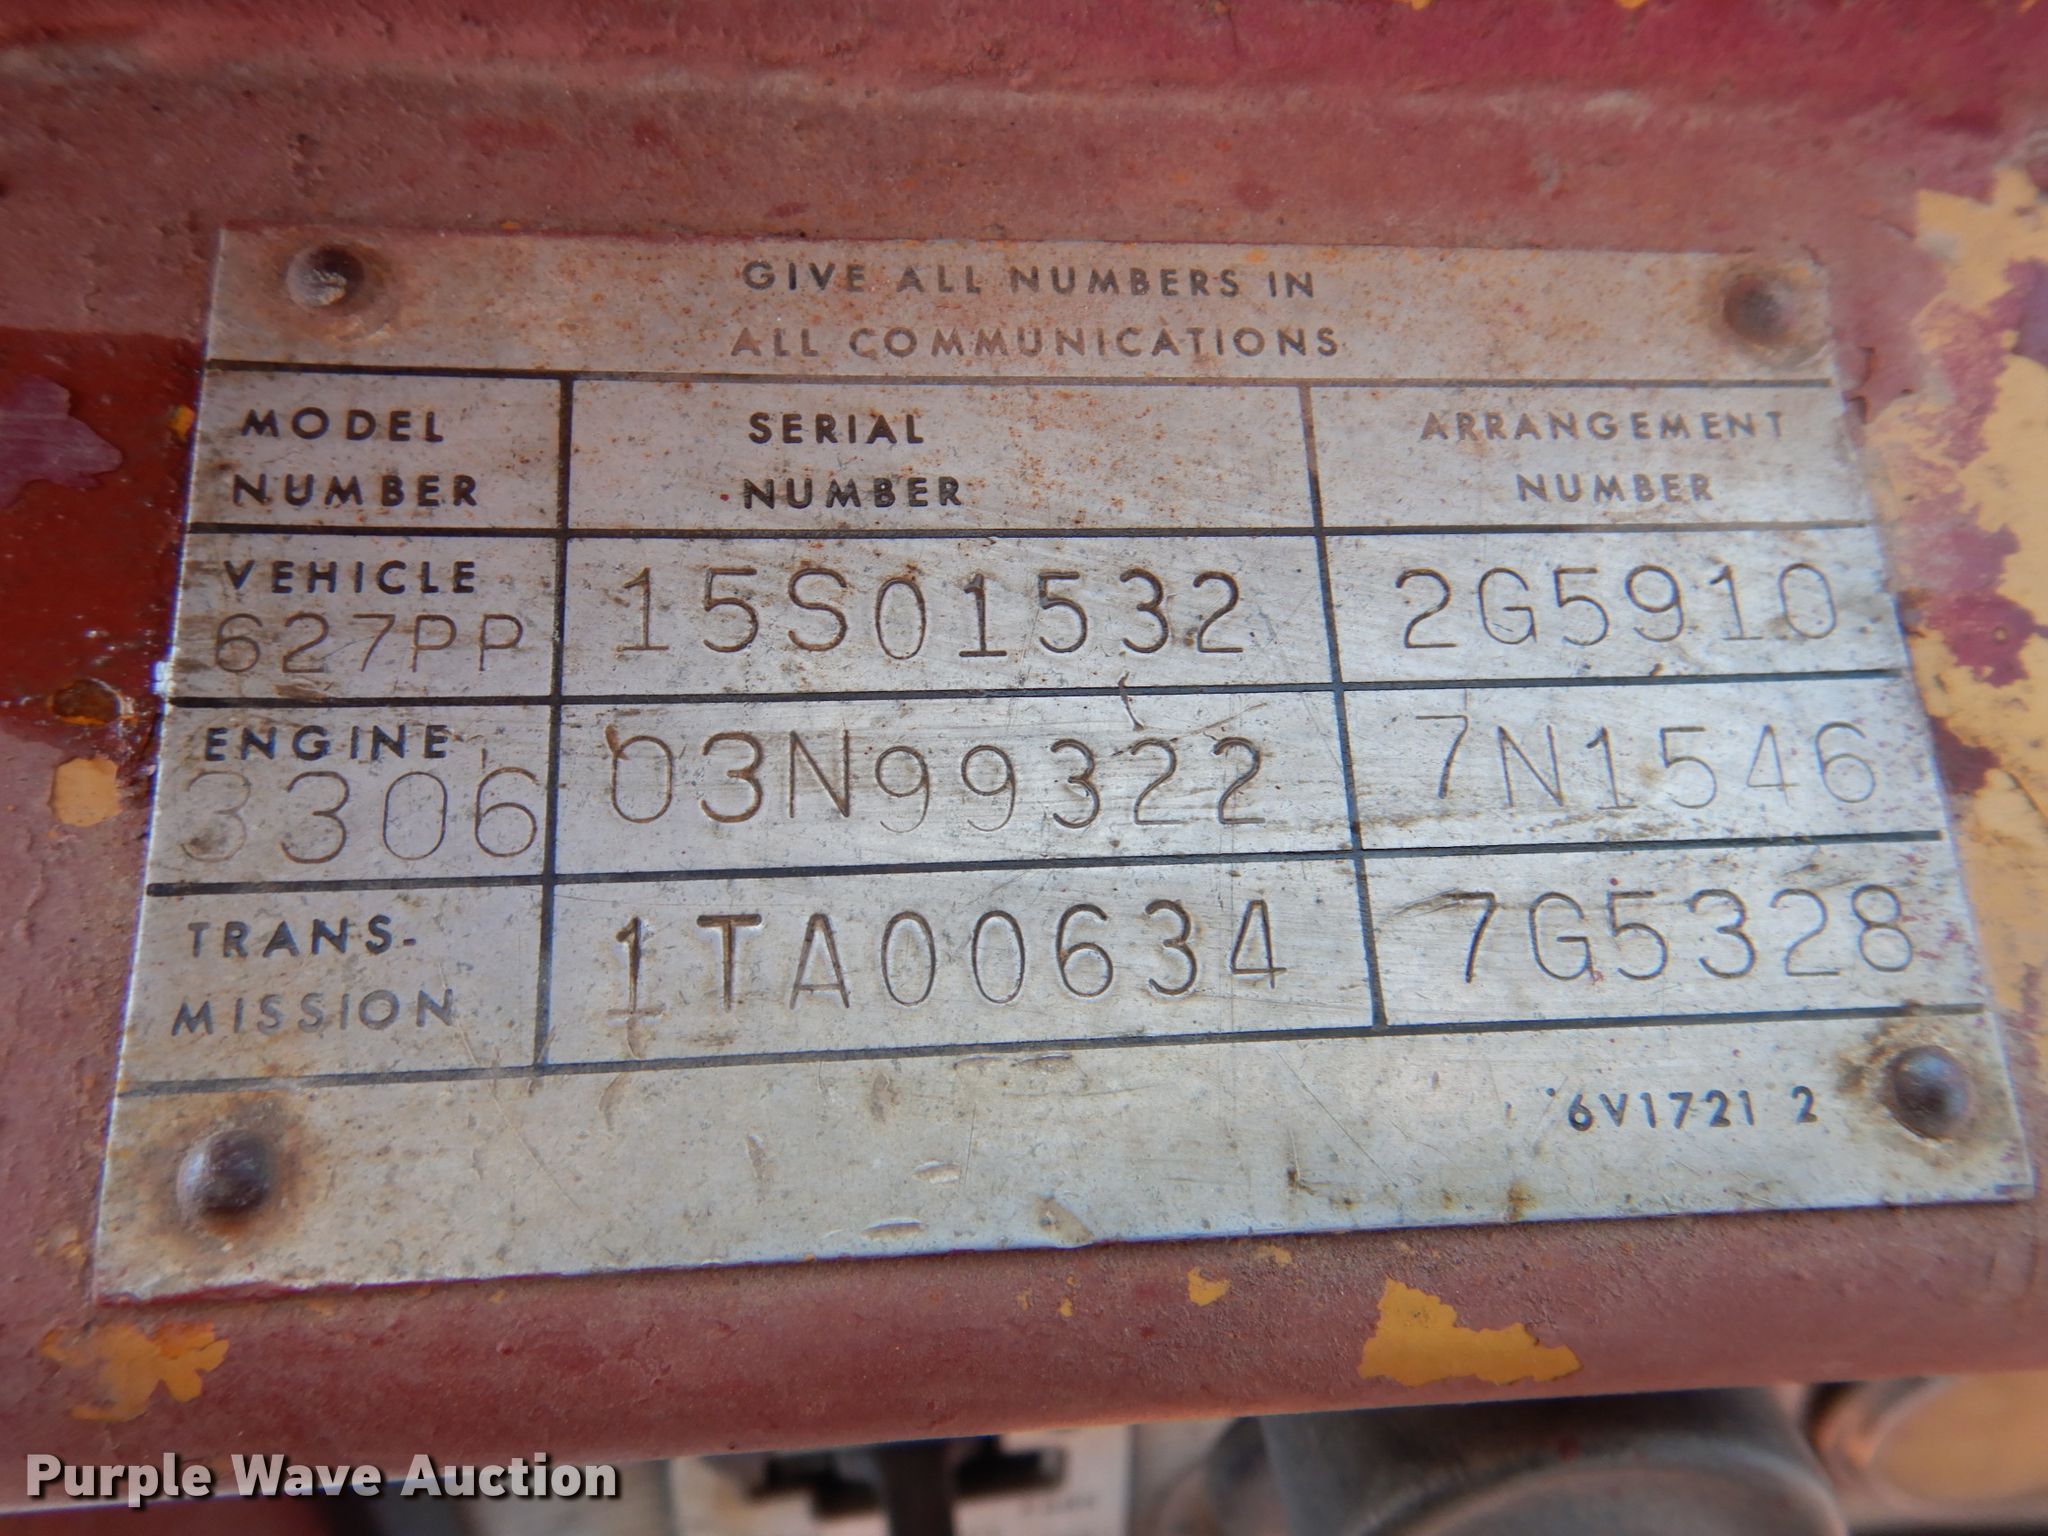 GIVE ALL NUMBERS IN
ALL COMMUNICATIONS
MODEL NUMBER
SERIAL NUMBER
ARRANGEMENT NUMBER
VEHICLE
627PP
15S01532
2G5910
ENGINE
3306
03N99322
7N1546
TRANS-
MISSION
1TA00634
7G5328
6V1721 2
Purple Wave Auction